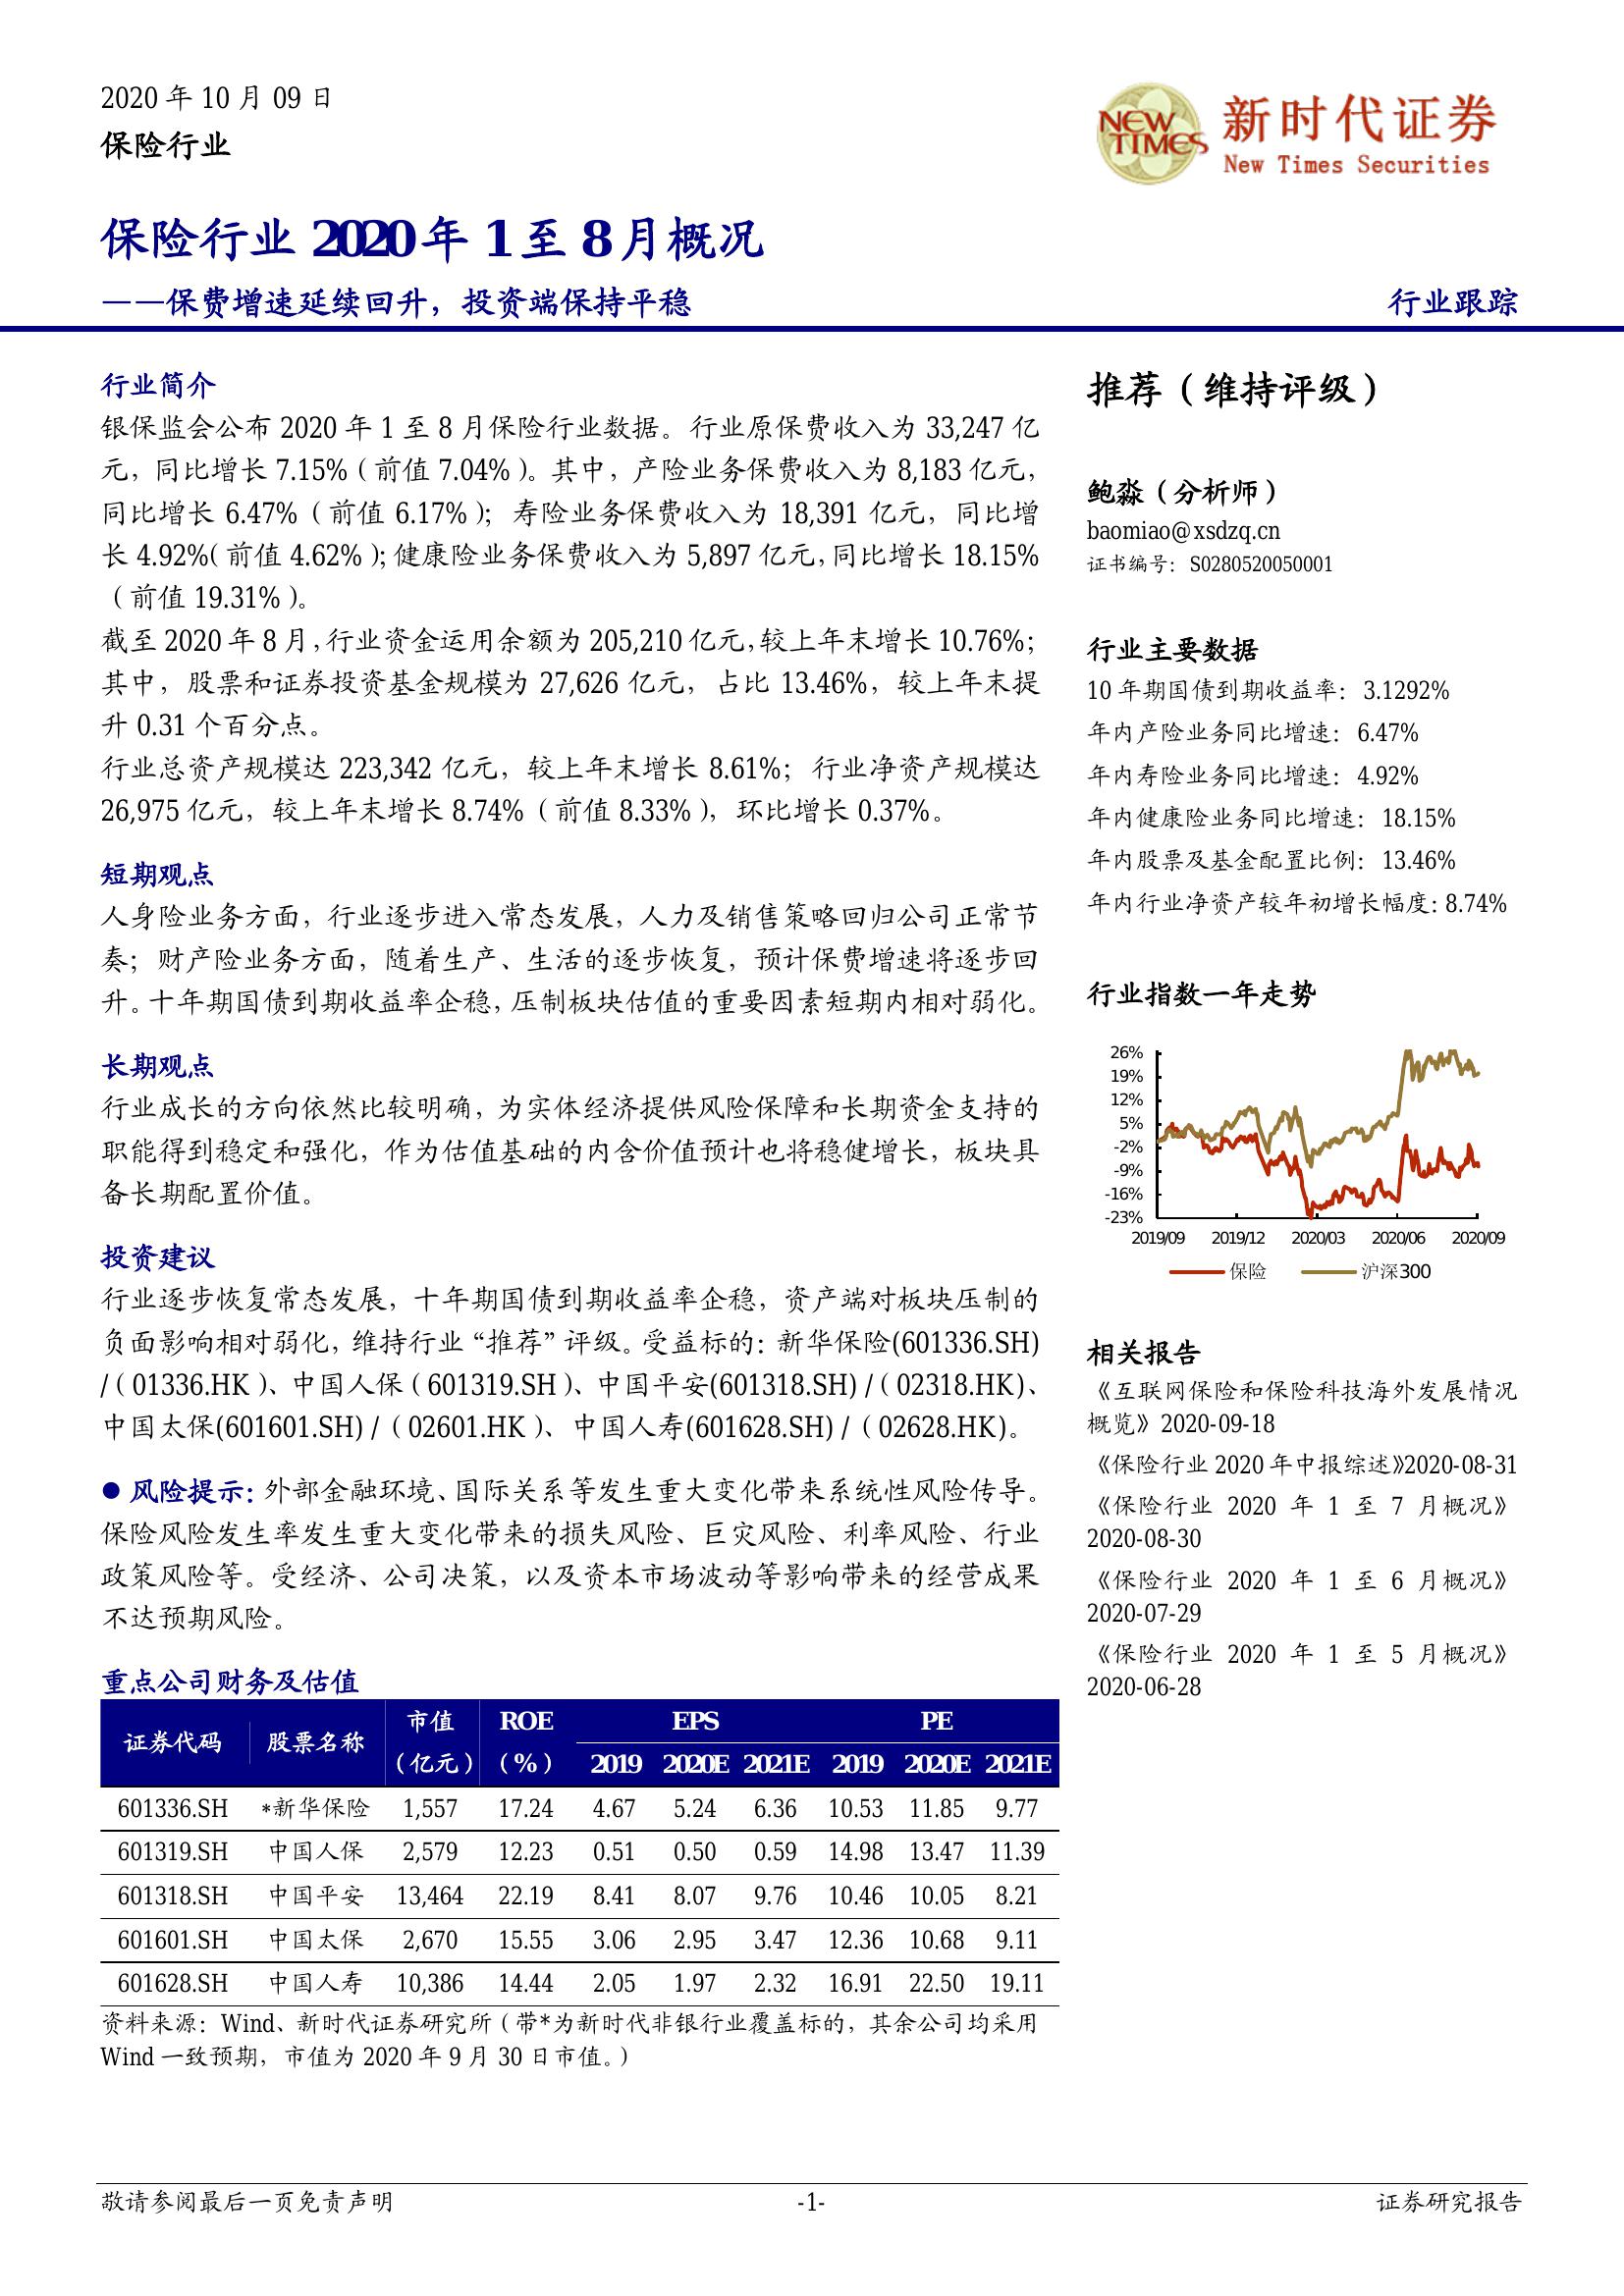 2020 年 10 月 09 日
保险行业
NEW TIMES
新时代证券
New Times Securities
保险行业 2020 年 1 至 8 月概况
——保费增速延续回升，投资端保持平稳
行业跟踪
行业简介
银保监会公布 2020 年 1 至 8 月保险行业数据。行业原保费收入为 33,247 亿
元，同比增长 7.15%（前值 7.04%）。其中，产险业务保费收入为 8,183 亿元，
同比增长 6.47%（前值 6.17%）；寿险业务保费收入为 18,391 亿元，同比增
长 4.92%（前值 4.62%）；健康险业务保费收入为 5,897 亿元，同比增长 18.15%
（前值 19.31%）。
截至 2020 年 8 月，行业资金运用余额为 205,210 亿元，较上年末增长 10.76%；
其中，股票和证券投资基金规模为 27,626 亿元，占比 13.46%，较上年末提
升 0.31 个百分点。
行业总资产规模达 223,342 亿元，较上年末增长 8.61%；行业净资产规模达
26,975 亿元，较上年末增长 8.74%（前值 8.33%），环比增长 0.37%。
短期观点
人身险业务方面，行业逐步进入常态发展，人力及销售策略回归公司正常节
奏；财产险业务方面，随着生产、生活的逐步恢复，预计保费增速将逐步回
升。十年期国债到期收益率企稳，压制板块估值的重要因素短期内相对弱化。
长期观点
行业成长的方向依然比较明确，为实体经济提供风险保障和长期资金支持的
职能得到稳定和强化，作为估值基础的内含价值预计也将稳健增长，板块具
备长期配置价值。
投资建议
行业逐步恢复常态发展，十年期国债到期收益率企稳，资产端对板块压制的
负面影响相对弱化，维持行业“推荐”评级。受益标的：新华保险(601336.SH)
/（01336.HK）、中国人保（601319.SH）、中国平安(601318.SH) /（02318.HK)、
中国太保(601601.SH) /（02601.HK）、中国人寿(601628.SH) /（02628.HK)。
● 风险提示：外部金融环境、国际关系等发生重大变化带来系统性风险传导。
保险风险发生率发生重大变化带来的损失风险、巨灾风险、利率风险、行业
政策风险等。受经济、公司决策，以及资本市场波动等影响带来的经营成果
不达预期风险。
重点公司财务及估值
证券代码 股票名称 市值（亿元） ROE（%） EPS PE
2019 2020E 2021E 2019 2020E 2021E
601336.SH *新华保险 1,557 17.24 4.67 5.24 6.36 10.53 11.85 9.77
601319.SH 中国人保 2,579 12.23 0.51 0.50 0.59 14.98 13.47 11.39
601318.SH 中国平安 13,464 22.19 8.41 8.07 9.76 10.46 10.05 8.21
601601.SH 中国太保 2,670 15.55 3.06 2.95 3.47 12.36 10.68 9.11
601628.SH 中国人寿 10,386 14.44 2.05 1.97 2.32 16.91 22.50 19.11
资料来源：Wind、新时代证券研究所（带*为新时代非银行业覆盖标的，其余公司均采用
Wind 一致预期，市值为 2020 年 9 月 30 日市值。）
推荐（维持评级）
鲍淼（分析师）
baomiao@xsdzq.cn
证书编号：S0280520050001
行业主要数据
10 年期国债到期收益率：3.1292%
年内产险业务同比增速：6.47%
年内寿险业务同比增速：4.92%
年内健康险业务同比增速：18.15%
年内股票及基金配置比例：13.46%
年内行业净资产较年初增长幅度：8.74%
行业指数一年走势
26%
19%
12%
5%
-2%
-9%
-16%
-23%
2019/09 2019/12 2020/03 2020/06 2020/09
保险 沪深300
相关报告
《互联网保险和保险科技海外发展情况
概览》2020-09-18
《保险行业 2020 年中报综述》2020-08-31
《保险行业 2020 年 1 至 7 月概况》
2020-08-30
《保险行业 2020 年 1 至 6 月概况》
2020-07-29
《保险行业 2020 年 1 至 5 月概况》
2020-06-28
敬请参阅最后一页免责声明 -1- 证券研究报告